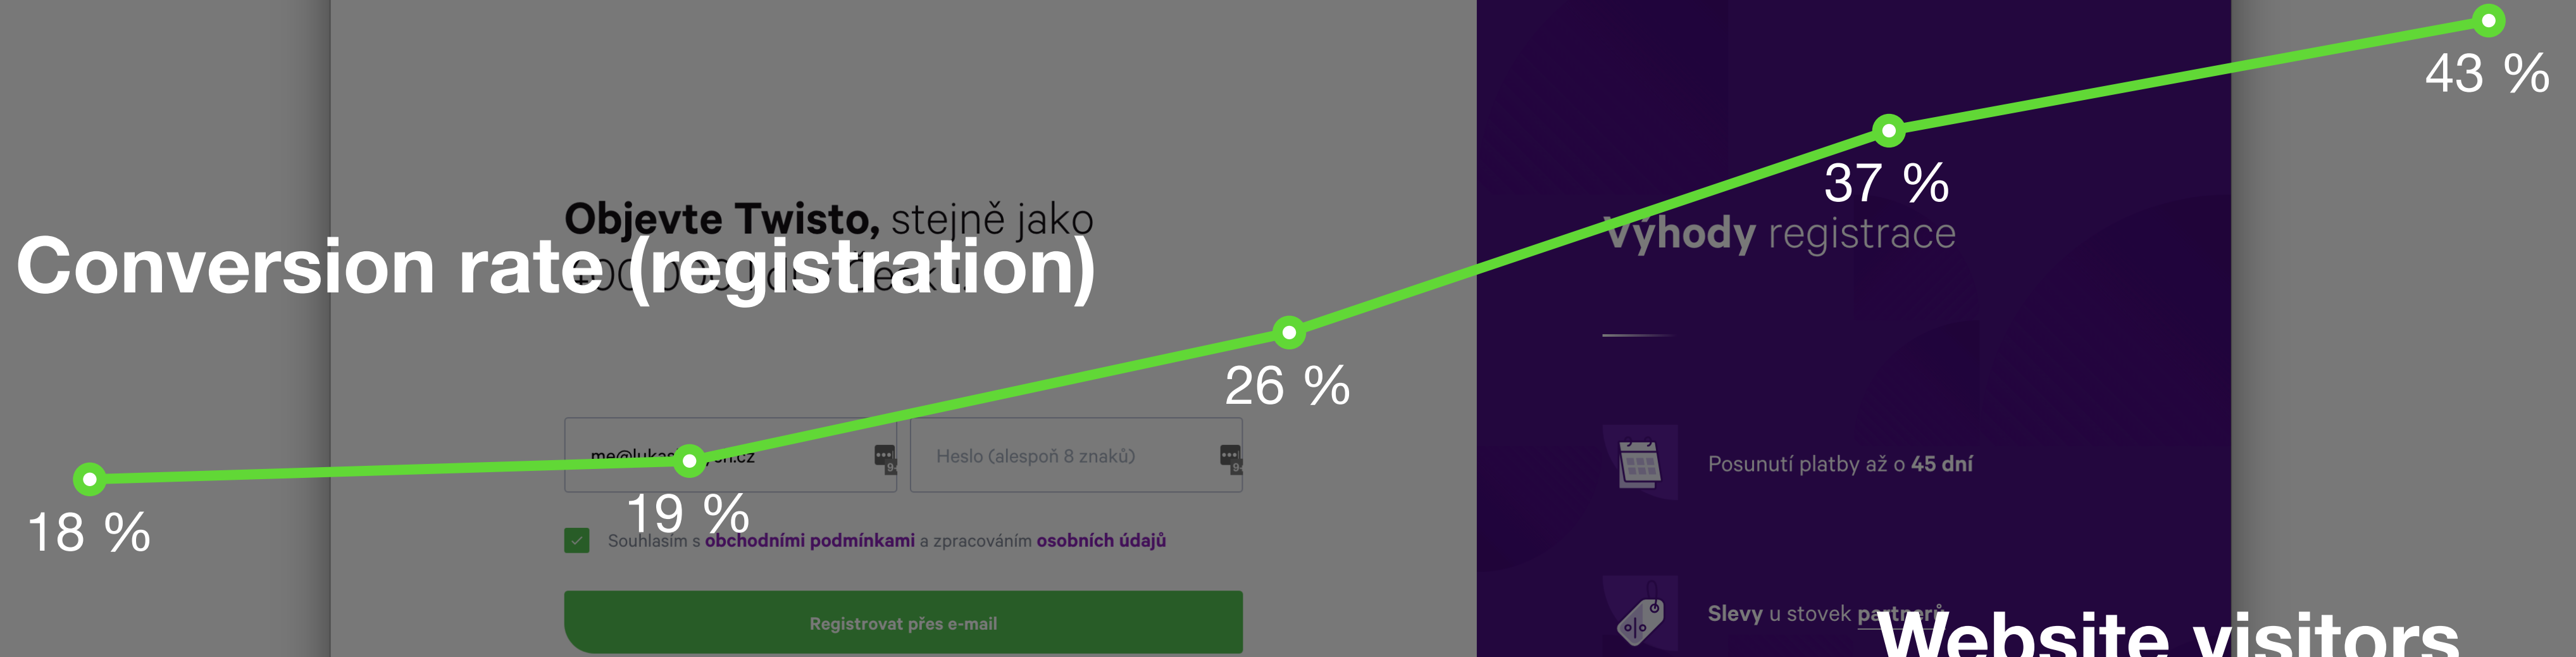 43 %
37 %
Objevte Twisto, stejně jako
Výhody registrace
Conversion rate (registration)
26 %
Heslo (alespoň 8 znaků)
Posunutí platby až o 45 dní
18 %
19 %
Souhlasím s obchodními podmínkami a zpracováním osobních údajů
Registrovat přes e-mail
Slevy u stovek partnerů
Website visitors